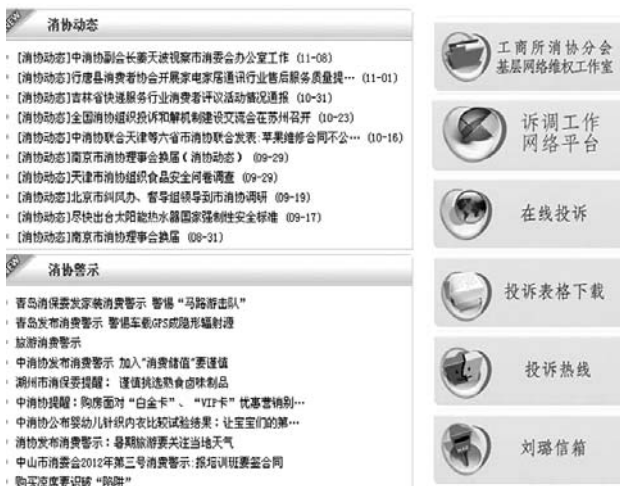 NEW
消协动态
[消协动态]中消协副会长姜天波视察市消委会办公室工作 (11-08)
[消协动态]行唐县消费者协会开展家电家居通讯行业售后服务质量提… (11-01)
[消协动态]吉林省快递服务行业消费者评议活动情况通报 (10-31)
[消协动态]全国消协组织投诉和解机制建设交流会在苏州召开 (10-23)
[消协动态]中消协联合天津等六省市消协联合发表:苹果维修合同不公… (10-16)
[消协动态]南京市消协理事会换届(消协动态) (09-29)
[消协动态]天津市消协组织食品安全问卷调查 (09-29)
[消协动态]北京市纠风办、督导组领导到市消协调研 (09-19)
[消协动态]尽快出台太阳能热水器国家强制性安全标准 (09-17)
[消协动态]南京市消协理事会换届 (08-31)
NEW
消协警示
青岛消保委发家装消费警示 警惕“马路游击队”
青岛发布消费警示 警惕车载GPS成隐形辐射源
旅游消费警示
中消协发布消费警示 加入“消费储值”要谨值
湖州市消保委提醒: 谨值挑选熟食卤味制品
中消协提醒:购房面对“白金卡”、“VIP卡”优惠营销别…
中消协公布婴幼儿针织内衣比较试验结果:让宝宝们的第…
消协发布消费警示:暑期旅游要关注当地天气
中山市消委会2012年第三号消费警示:报培训班要签合同
购买凉席要识破“陷阱”
工商所消协分会
基层网络维权工作室
诉调工作
网络平台
在线投诉
投诉表格下载
投诉热线
刘璐信箱